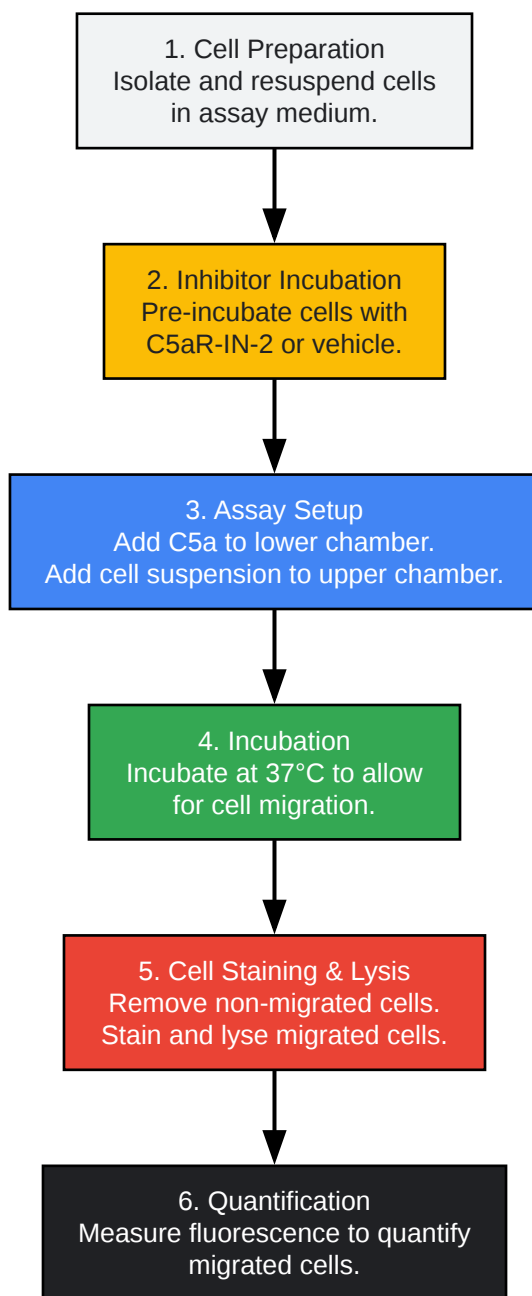 1. Cell Preparation
Isolate and resuspend cells
in assay medium.
2. Inhibitor Incubation
Pre-incubate cells with
C5aR-IN-2 or vehicle.
3. Assay Setup
Add C5a to lower chamber.
Add cell suspension to upper chamber.
4. Incubation
Incubate at 37°C to allow
for cell migration.
5. Cell Staining & Lysis
Remove non-migrated cells.
Stain and lyse migrated cells.
6. Quantification
Measure fluorescence to quantify
migrated cells.